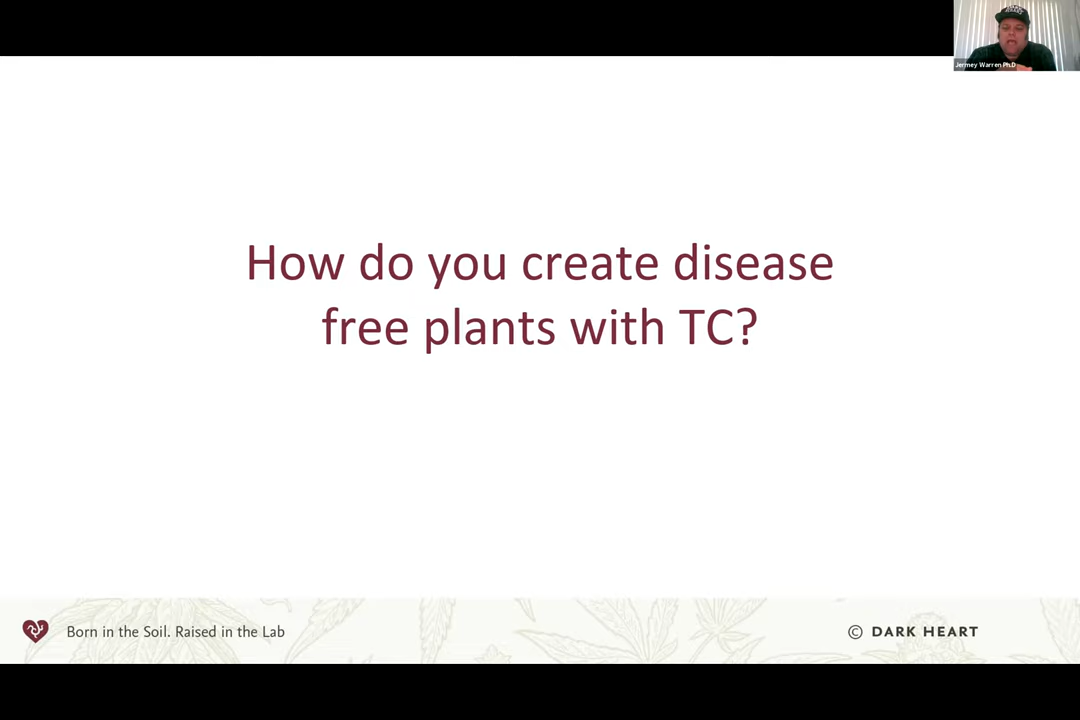 Jermey Warren Ph.D
How do you create disease
free plants with TC?
Born in the Soil. Raised in the Lab
© DARK HEART